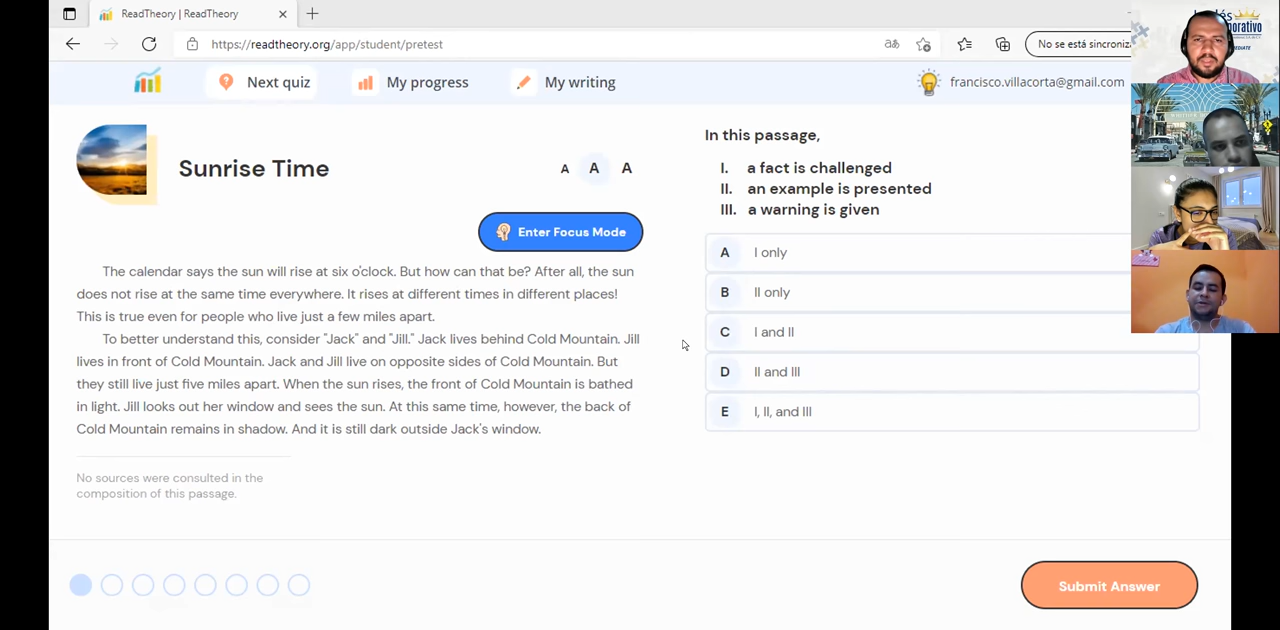 ReadTheory | ReadTheory
https://readtheory.org/app/student/pretest
aあ
No se está sincroniz
Next quiz
My progress
My writing
francisco.villacorta@gmail.com
Sunrise Time
A A A
Enter Focus Mode
The calendar says the sun will rise at six o'clock. But how can that be? After all, the sun
does not rise at the same time everywhere. It rises at different times in different places!
This is true even for people who live just a few miles apart.
To better understand this, consider "Jack" and "Jill." Jack lives behind Cold Mountain. Jill
lives in front of Cold Mountain. Jack and Jill live on opposite sides of Cold Mountain. But
they still live just five miles apart. When the sun rises, the front of Cold Mountain is bathed
in light. Jill looks out her window and sees the sun. At this same time, however, the back of
Cold Mountain remains in shadow. And it is still dark outside Jack's window.
No sources were consulted in the
composition of this passage.
In this passage,
I. a fact is challenged
II. an example is presented
III. a warning is given
A I only
B II only
C I and II
D II and III
E I, II, and III
Submit Answer